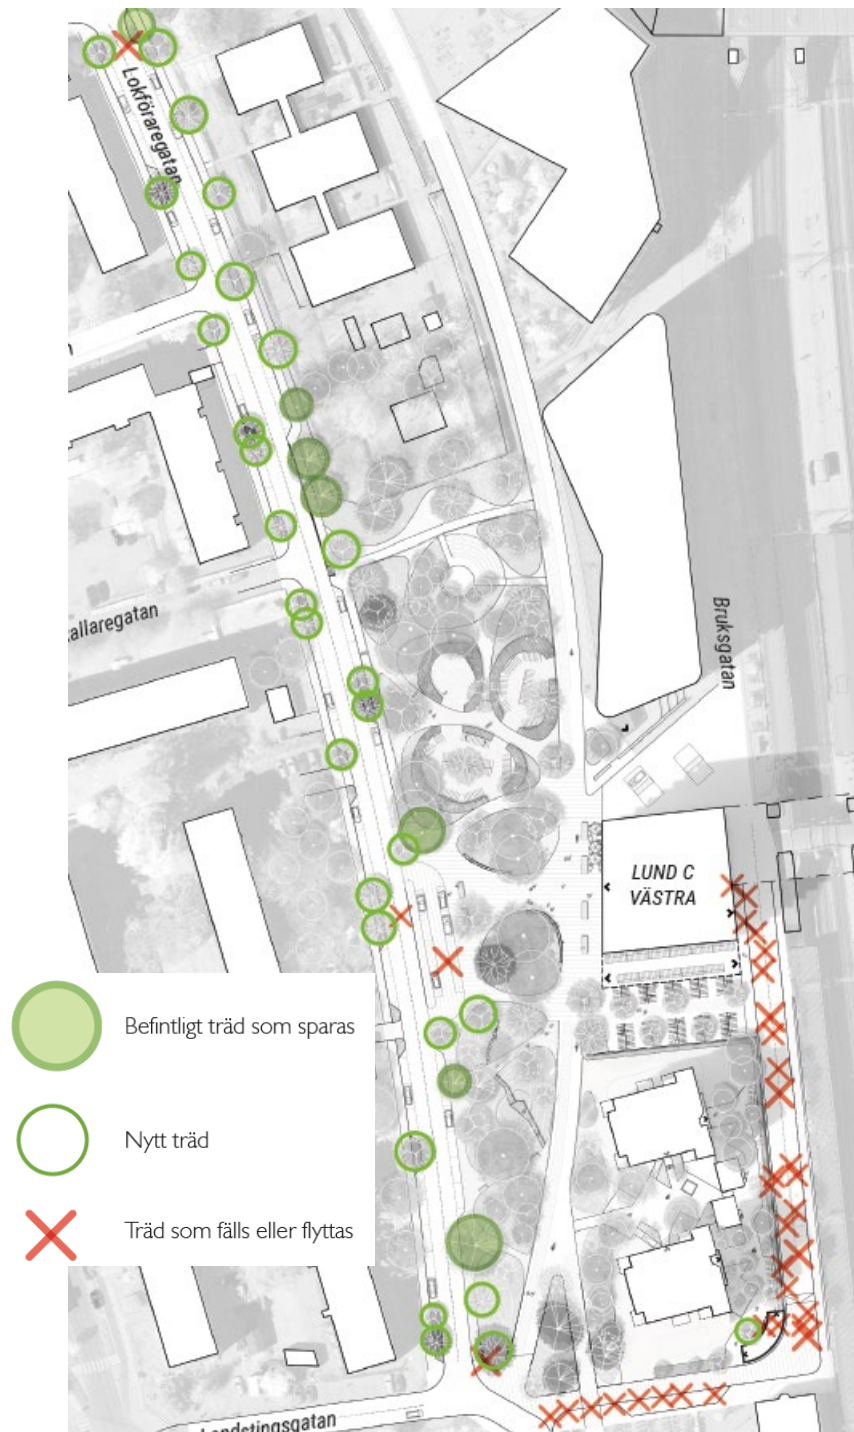 Lokföraregatan
allaregatan
Bruksgatan
LUND C
VÄSTRA
Befintligt träd som sparas
Nytt träd
Träd som fälls eller flyttas
Landstingsgatan